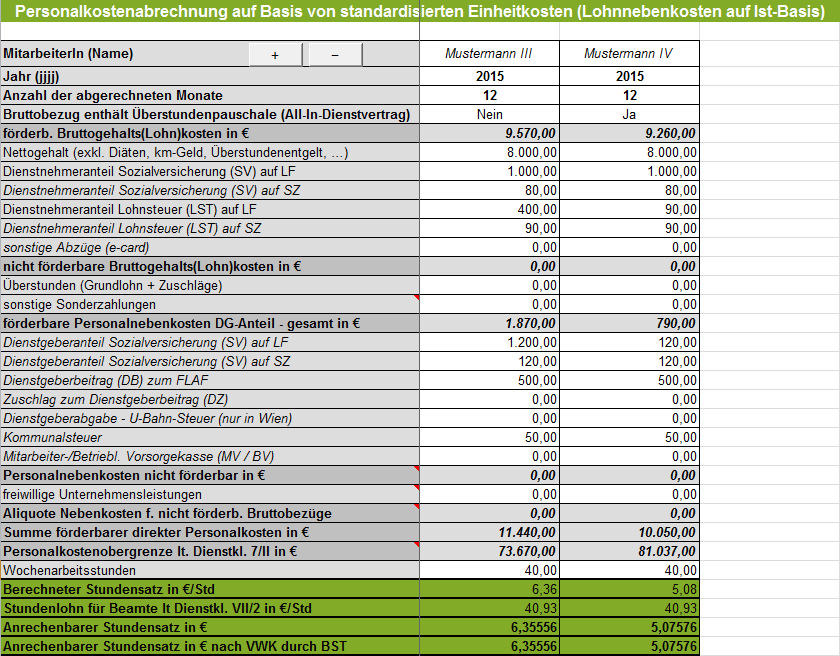 Personalkostenabrechnung auf Basis von standardisierten Einheitkosten (Lohnnebenkosten auf Ist-Basis)
MitarbeiterIn (Name) + – Mustermann III Mustermann IV
Jahr (jjjj) 2015 2015
Anzahl der abgerechneten Monate 12 12
Bruttobezug enthält Überstundenpauschale (All-In-Dienstvertrag) Nein Ja
förderb. Bruttogehalts(Lohn)kosten in € 9.570,00 9.260,00
Nettogehalt (exkl. Diäten, km-Geld, Überstundenentgelt, ...) 8.000,00 8.000,00
Dienstnehmeranteil Sozialversicherung (SV) auf LF 1.000,00 1.000,00
Dienstnehmeranteil Sozialversicherung (SV) auf SZ 80,00 80,00
Dienstnehmeranteil Lohnsteuer (LST) auf LF 400,00 90,00
Dienstnehmeranteil Lohnsteuer (LST) auf SZ 90,00 90,00
sonstige Abzüge (e-card) 0,00 0,00
nicht förderbare Bruttogehalts(Lohn)kosten in € 0,00 0,00
Überstunden (Grundlohn + Zuschläge) 0,00 0,00
sonstige Sonderzahlungen 0,00 0,00
förderbare Personalnebenkosten DG-Anteil - gesamt in € 1.870,00 790,00
Dienstgeberanteil Sozialversicherung (SV) auf LF 1.200,00 120,00
Dienstgeberanteil Sozialversicherung (SV) auf SZ 120,00 120,00
Dienstgeberbeitrag (DB) zum FLAF 500,00 500,00
Zuschlag zum Dienstgeberbeitrag (DZ) 0,00 0,00
Dienstgeberabgabe - U-Bahn-Steuer (nur in Wien) 0,00 0,00
Kommunalsteuer 50,00 50,00
Mitarbeiter-/Betriebl. Vorsorgekasse (MV / BV) 0,00 0,00
Personalnebenkosten nicht förderbar in € 0,00 0,00
freiwillige Unternehmensleistungen 0,00 0,00
Aliquote Nebenkosten f. nicht förderb. Bruttobezüge 0,00 0,00
Summe förderbarer direkter Personalkosten in € 11.440,00 10.050,00
Personalkostenobergrenze lt. Dienstkl. 7/II in € 73.670,00 81.037,00
Wochenarbeitsstunden 40,00 40,00
Berechneter Stundensatz in €/Std 6,36 5,08
Stundenlohn für Beamte lt Dienstkl. VII/2 in €/Std 40,93 40,93
Anrechenbarer Stundensatz in € 6,35556 5,07576
Anrechenbarer Stundensatz in € nach VWK durch BST 6,35556 5,07576